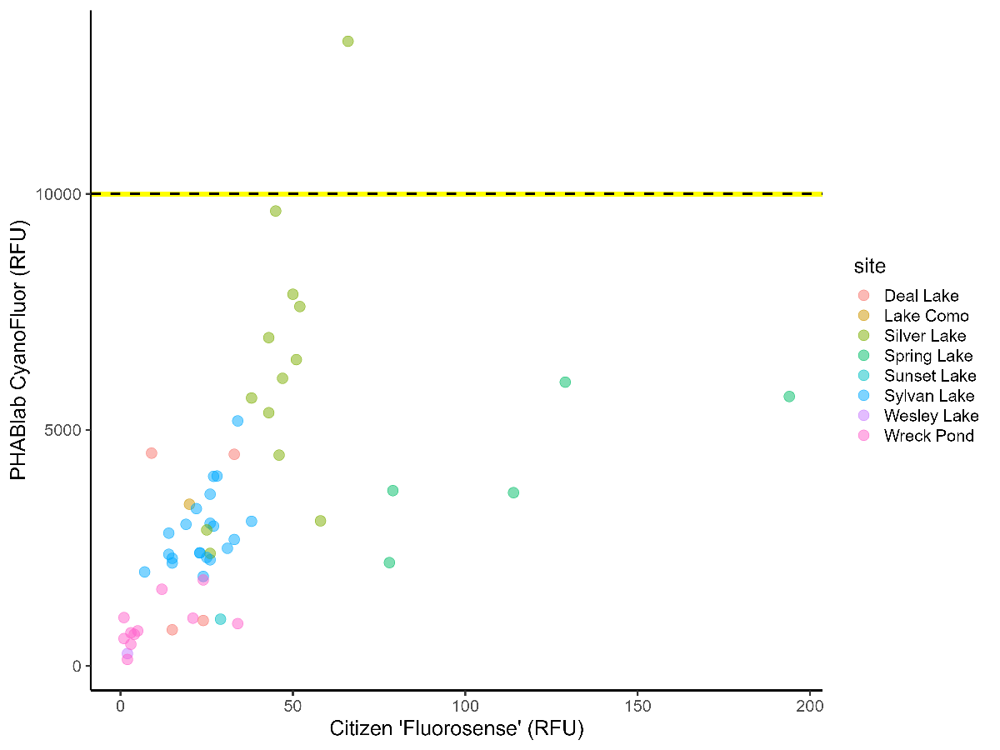 10000
5000
0
PHABlab CyanoFluor (RFU)
0
50
100
150
200
Citizen 'Fluorosense' (RFU)
site
Deal Lake
Lake Como
Silver Lake
Spring Lake
Sunset Lake
Sylvan Lake
Wesley Lake
Wreck Pond